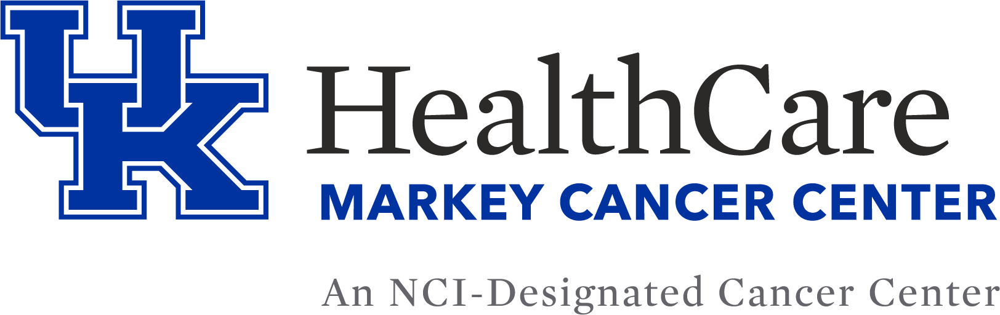 UK HealthCare
MARKEY CANCER CENTER
An NCI-Designated Cancer Center